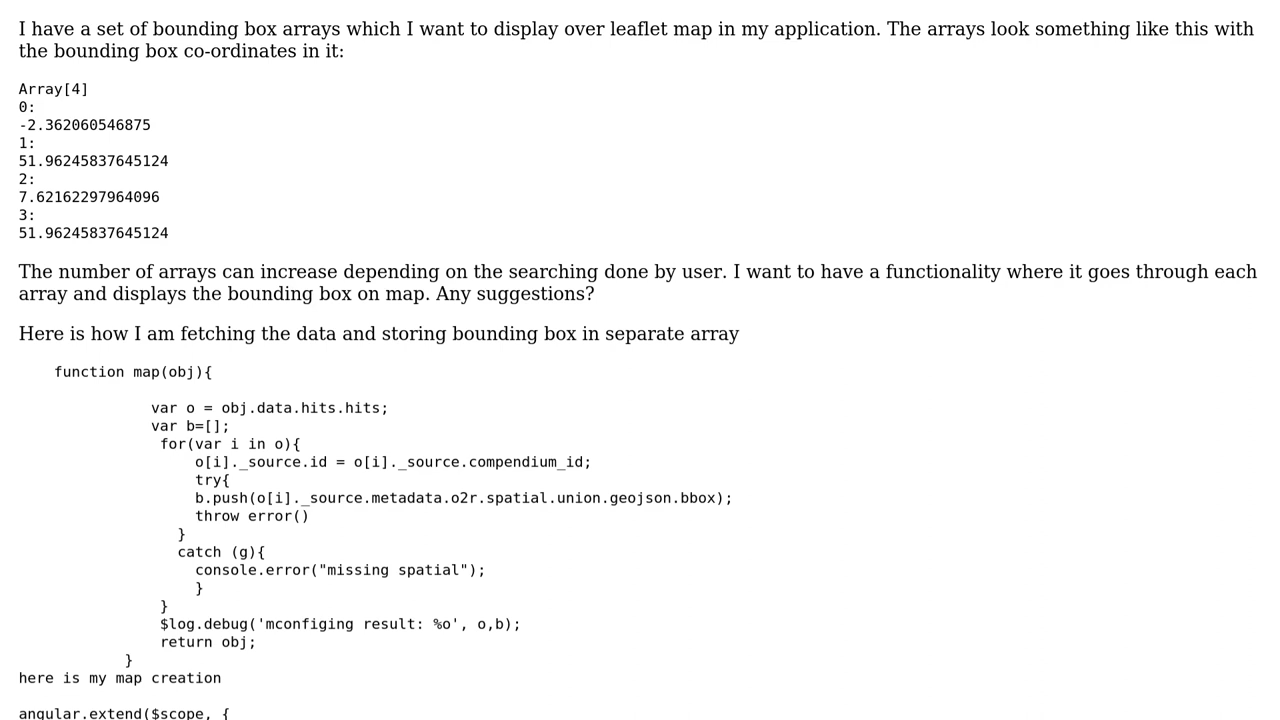 I have a set of bounding box arrays which I want to display over leaflet map in my application. The arrays look something like this with
the bounding box co-ordinates in it:
Array[4]
0:
-2.362060546875
1:
51.96245837645124
2:
7.62162297964096
3:
51.96245837645124
The number of arrays can increase depending on the searching done by user. I want to have a functionality where it goes through each
array and displays the bounding box on map. Any suggestions?
Here is how I am fetching the data and storing bounding box in separate array
function map(obj){
var o = obj.data.hits.hits;
var b=[];
for(var i in o){
o[i]._source.id = o[i]._source.compendium_id;
try{
b.push(o[i]._source.metadata.o2r.spatial.union.geojson.bbox);
throw error()
}
catch (g){
console.error("missing spatial");
}
}
$log.debug('mconfiging result: %o', o,b);
return obj;
}
here is my map creation
angular.extend($scope, {